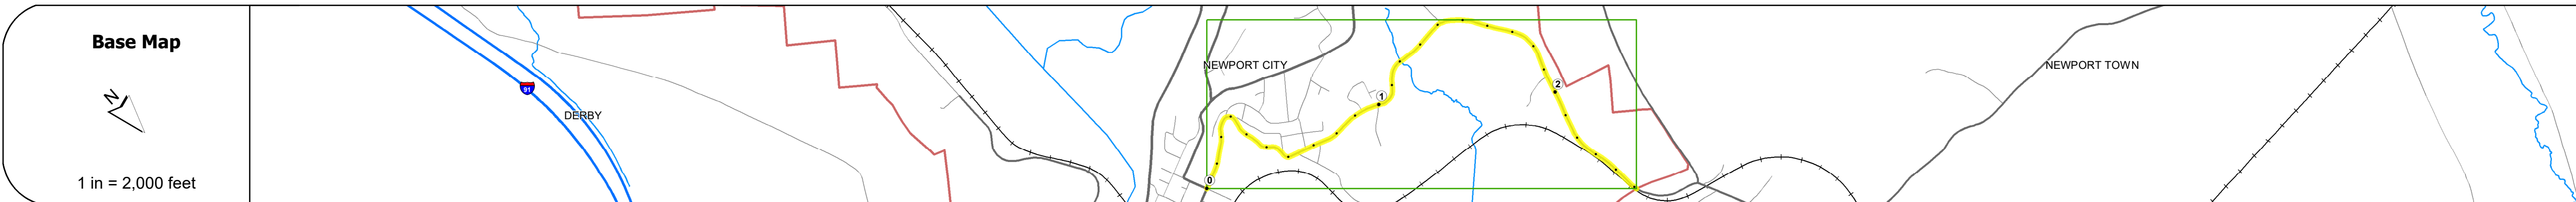 Base Map
N
1 in = 2,000 feet
91
DERBY
NEWPORT CITY
0
1
2
NEWPORT TOWN